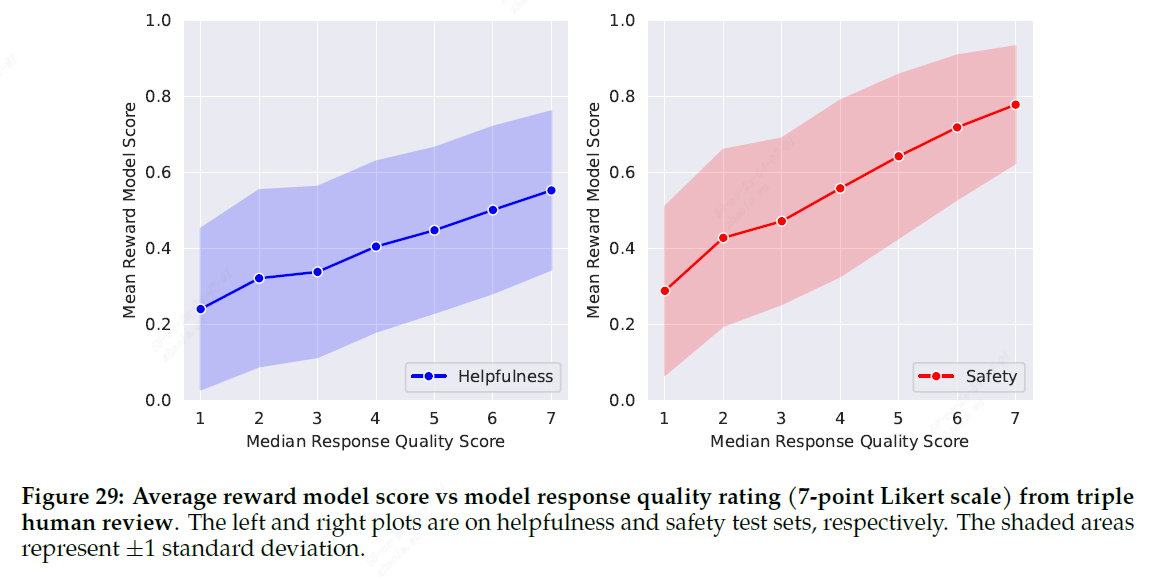 1.0
0.8
0.6
0.4
0.2
0.0
Mean Reward Model Score
1 2 3 4 5 6 7
Median Response Quality Score
Helpfulness
1.0
0.8
0.6
0.4
0.2
0.0
Mean Reward Model Score
1 2 3 4 5 6 7
Median Response Quality Score
Safety
Figure 29: Average reward model score vs model response quality rating (7-point Likert scale) from triple
human review. The left and right plots are on helpfulness and safety test sets, respectively. The shaded areas
represent ±1 standard deviation.